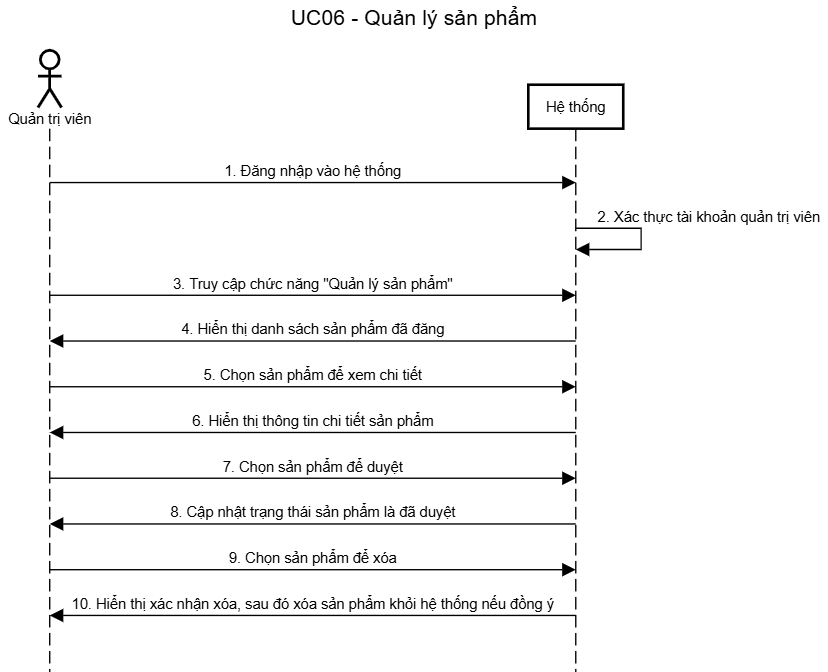 UC06 - Quản lý sản phẩm
Quản trị viên
Hệ thống
1. Đăng nhập vào hệ thống
2. Xác thực tài khoản quản trị viên
3. Truy cập chức năng "Quản lý sản phẩm"
4. Hiển thị danh sách sản phẩm đã đăng
5. Chọn sản phẩm để xem chi tiết
6. Hiển thị thông tin chi tiết sản phẩm
7. Chọn sản phẩm để duyệt
8. Cập nhật trạng thái sản phẩm là đã duyệt
9. Chọn sản phẩm để xóa
10. Hiển thị xác nhận xóa, sau đó xóa sản phẩm khỏi hệ thống nếu đồng ý